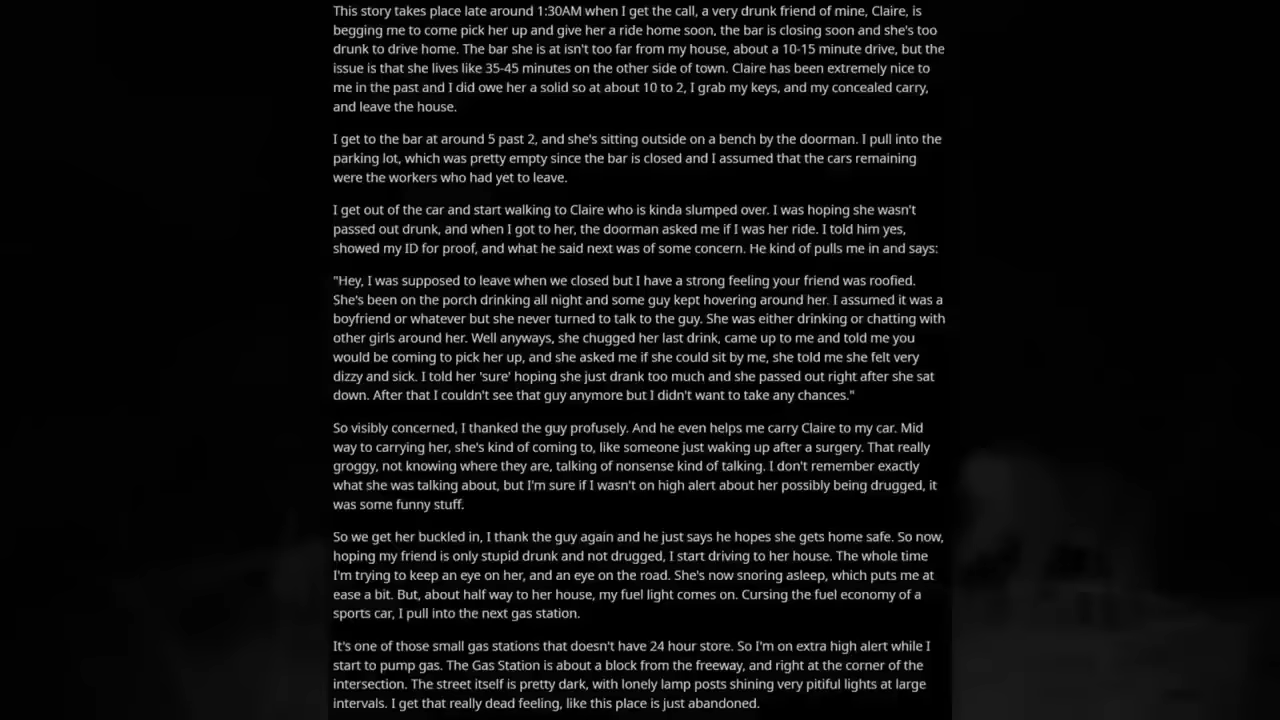 This story takes place late around 1:30AM when I get the call, a very drunk friend of mine, Claire, is
begging me to come pick her up and give her a ride home soon, the bar is closing soon and she's too
drunk to drive home. The bar she is at isn't too far from my house, about a 10-15 minute drive, but the
issue is that she lives like 35-45 minutes on the other side of town. Claire has been extremely nice to
me in the past and I did owe her a solid so at about 10 to 2, I grab my keys, and my concealed carry,
and leave the house.
I get to the bar at around 5 past 2, and she's sitting outside on a bench by the doorman. I pull into the
parking lot, which was pretty empty since the bar is closed and I assumed that the cars remaining
were the workers who had yet to leave.
I get out of the car and start walking to Claire who is kinda slumped over. I was hoping she wasn't
passed out drunk, and when I got to her, the doorman asked me if I was her ride. I told him yes,
showed my ID for proof, and what he said next was of some concern. He kind of pulls me in and says:
"Hey, I was supposed to leave when we closed but I have a strong feeling your friend was roofied.
She's been on the porch drinking all night and some guy kept hovering around her. I assumed it was a
boyfriend or whatever but she never turned to talk to the guy. She was either drinking or chatting with
other girls around her. Well anyways, she chugged her last drink, came up to me and told me you
would be coming to pick her up, and she asked me if she could sit by me, she told me she felt very
dizzy and sick. I told her 'sure' hoping she just drank too much and she passed out right after she sat
down. After that I couldn't see that guy anymore but I didn't want to take any chances."
So visibly concerned, I thanked the guy profusely. And he even helps me carry Claire to my car. Mid
way to carrying her, she's kind of coming to, like someone just waking up after a surgery. That really
groggy, not knowing where they are, talking of nonsense kind of talking. I don't remember exactly
what she was talking about, but I'm sure if I wasn't on high alert about her possibly being drugged, it
was some funny stuff.
So we get her buckled in, I thank the guy again and he just says he hopes she gets home safe. So now,
hoping my friend is only stupid drunk and not drugged, I start driving to her house. The whole time
I'm trying to keep an eye on her, and an eye on the road. She's now snoring asleep, which puts me at
ease a bit. But, about half way to her house, my fuel light comes on. Cursing the fuel economy of a
sports car, I pull into the next gas station.
It's one of those small gas stations that doesn't have 24 hour store. So I'm on extra high alert while I
start to pump gas. The Gas Station is about a block from the freeway, and right at the corner of the
intersection. The street itself is pretty dark, with lonely lamp posts shining very pitiful lights at large
intervals. I get that really dead feeling, like this place is just abandoned.